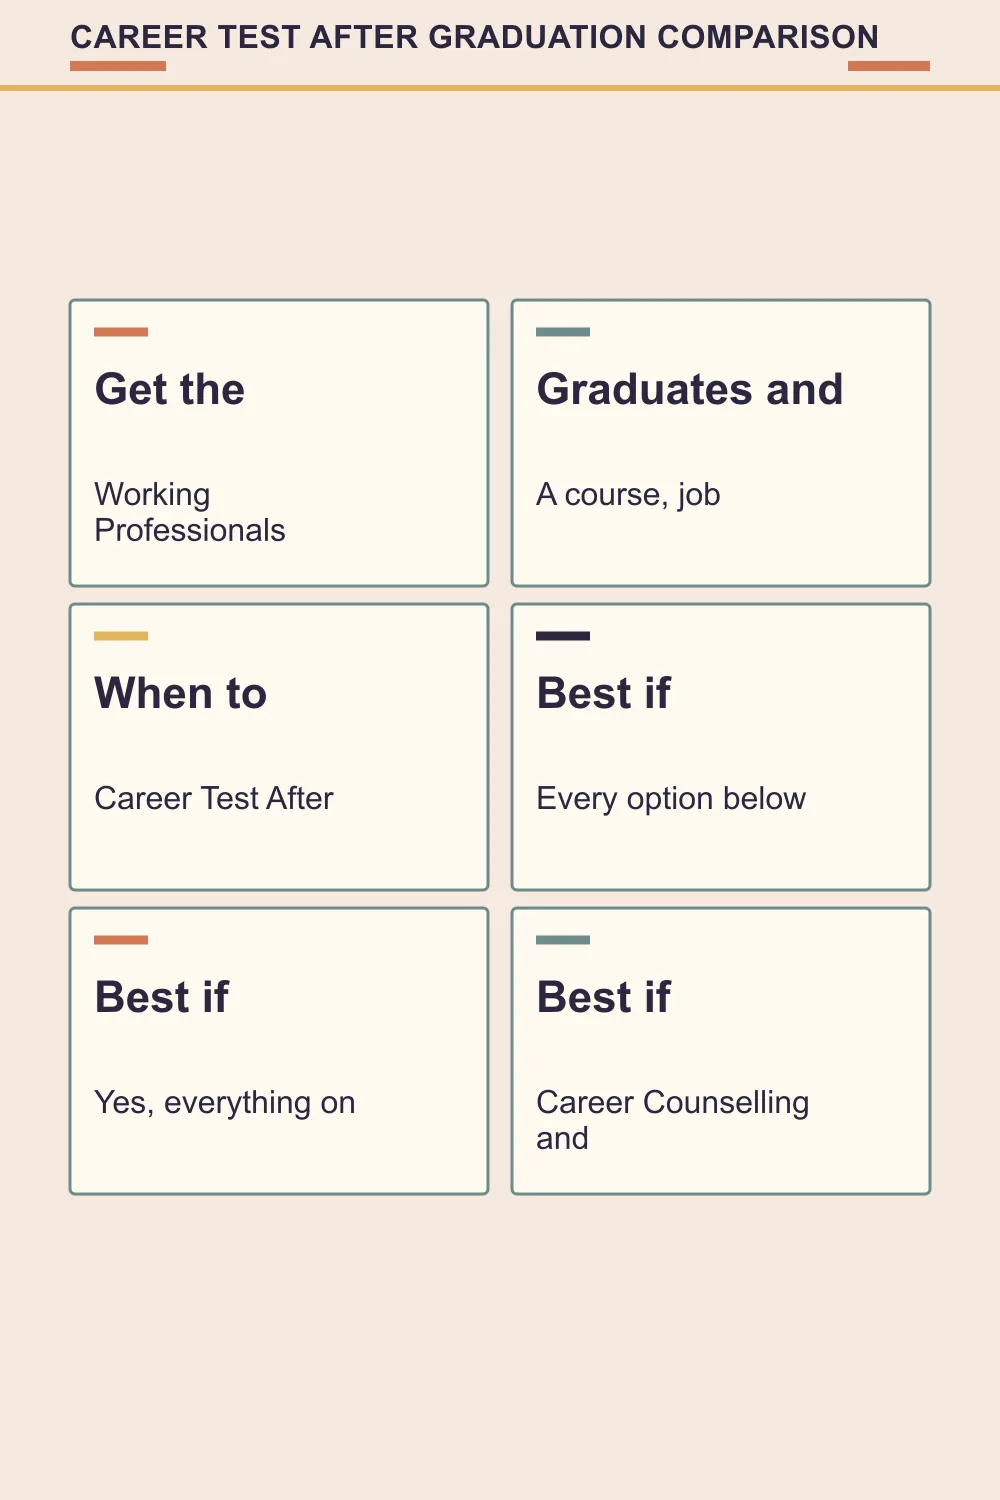 CAREER TEST AFTER GRADUATION COMPARISON
Get the
Working
Professionals
Graduates and
A course, job
When to
Career Test After
Best if
Every option below
Best if
Yes, everything on
Best if
Career Counselling
and